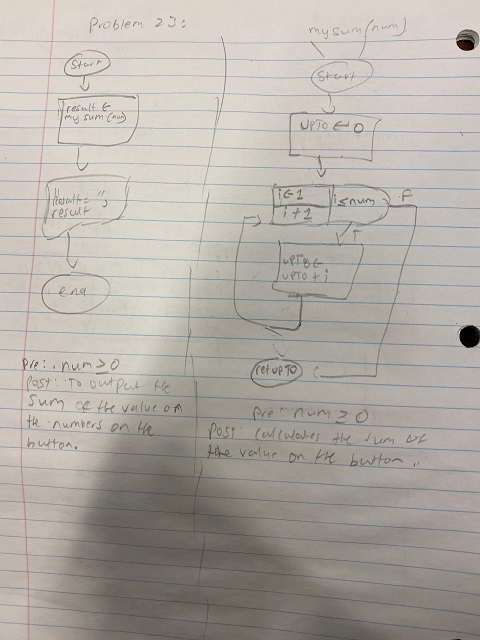 Problem 23:
Start
result ←
mysum(num)
"Result = ",
result
end
pre: num ≥ 0
post: To output the
sum of the value on
the numbers on the
button.
mysum(num)
Start
UPTO ← 0
i ← 1
i + 1
i ≤ num
F
T
UPTO ←
UPTO + i
ret UPTO
pre: num ≥ 0
post: calculates the sum of
the value on the button.